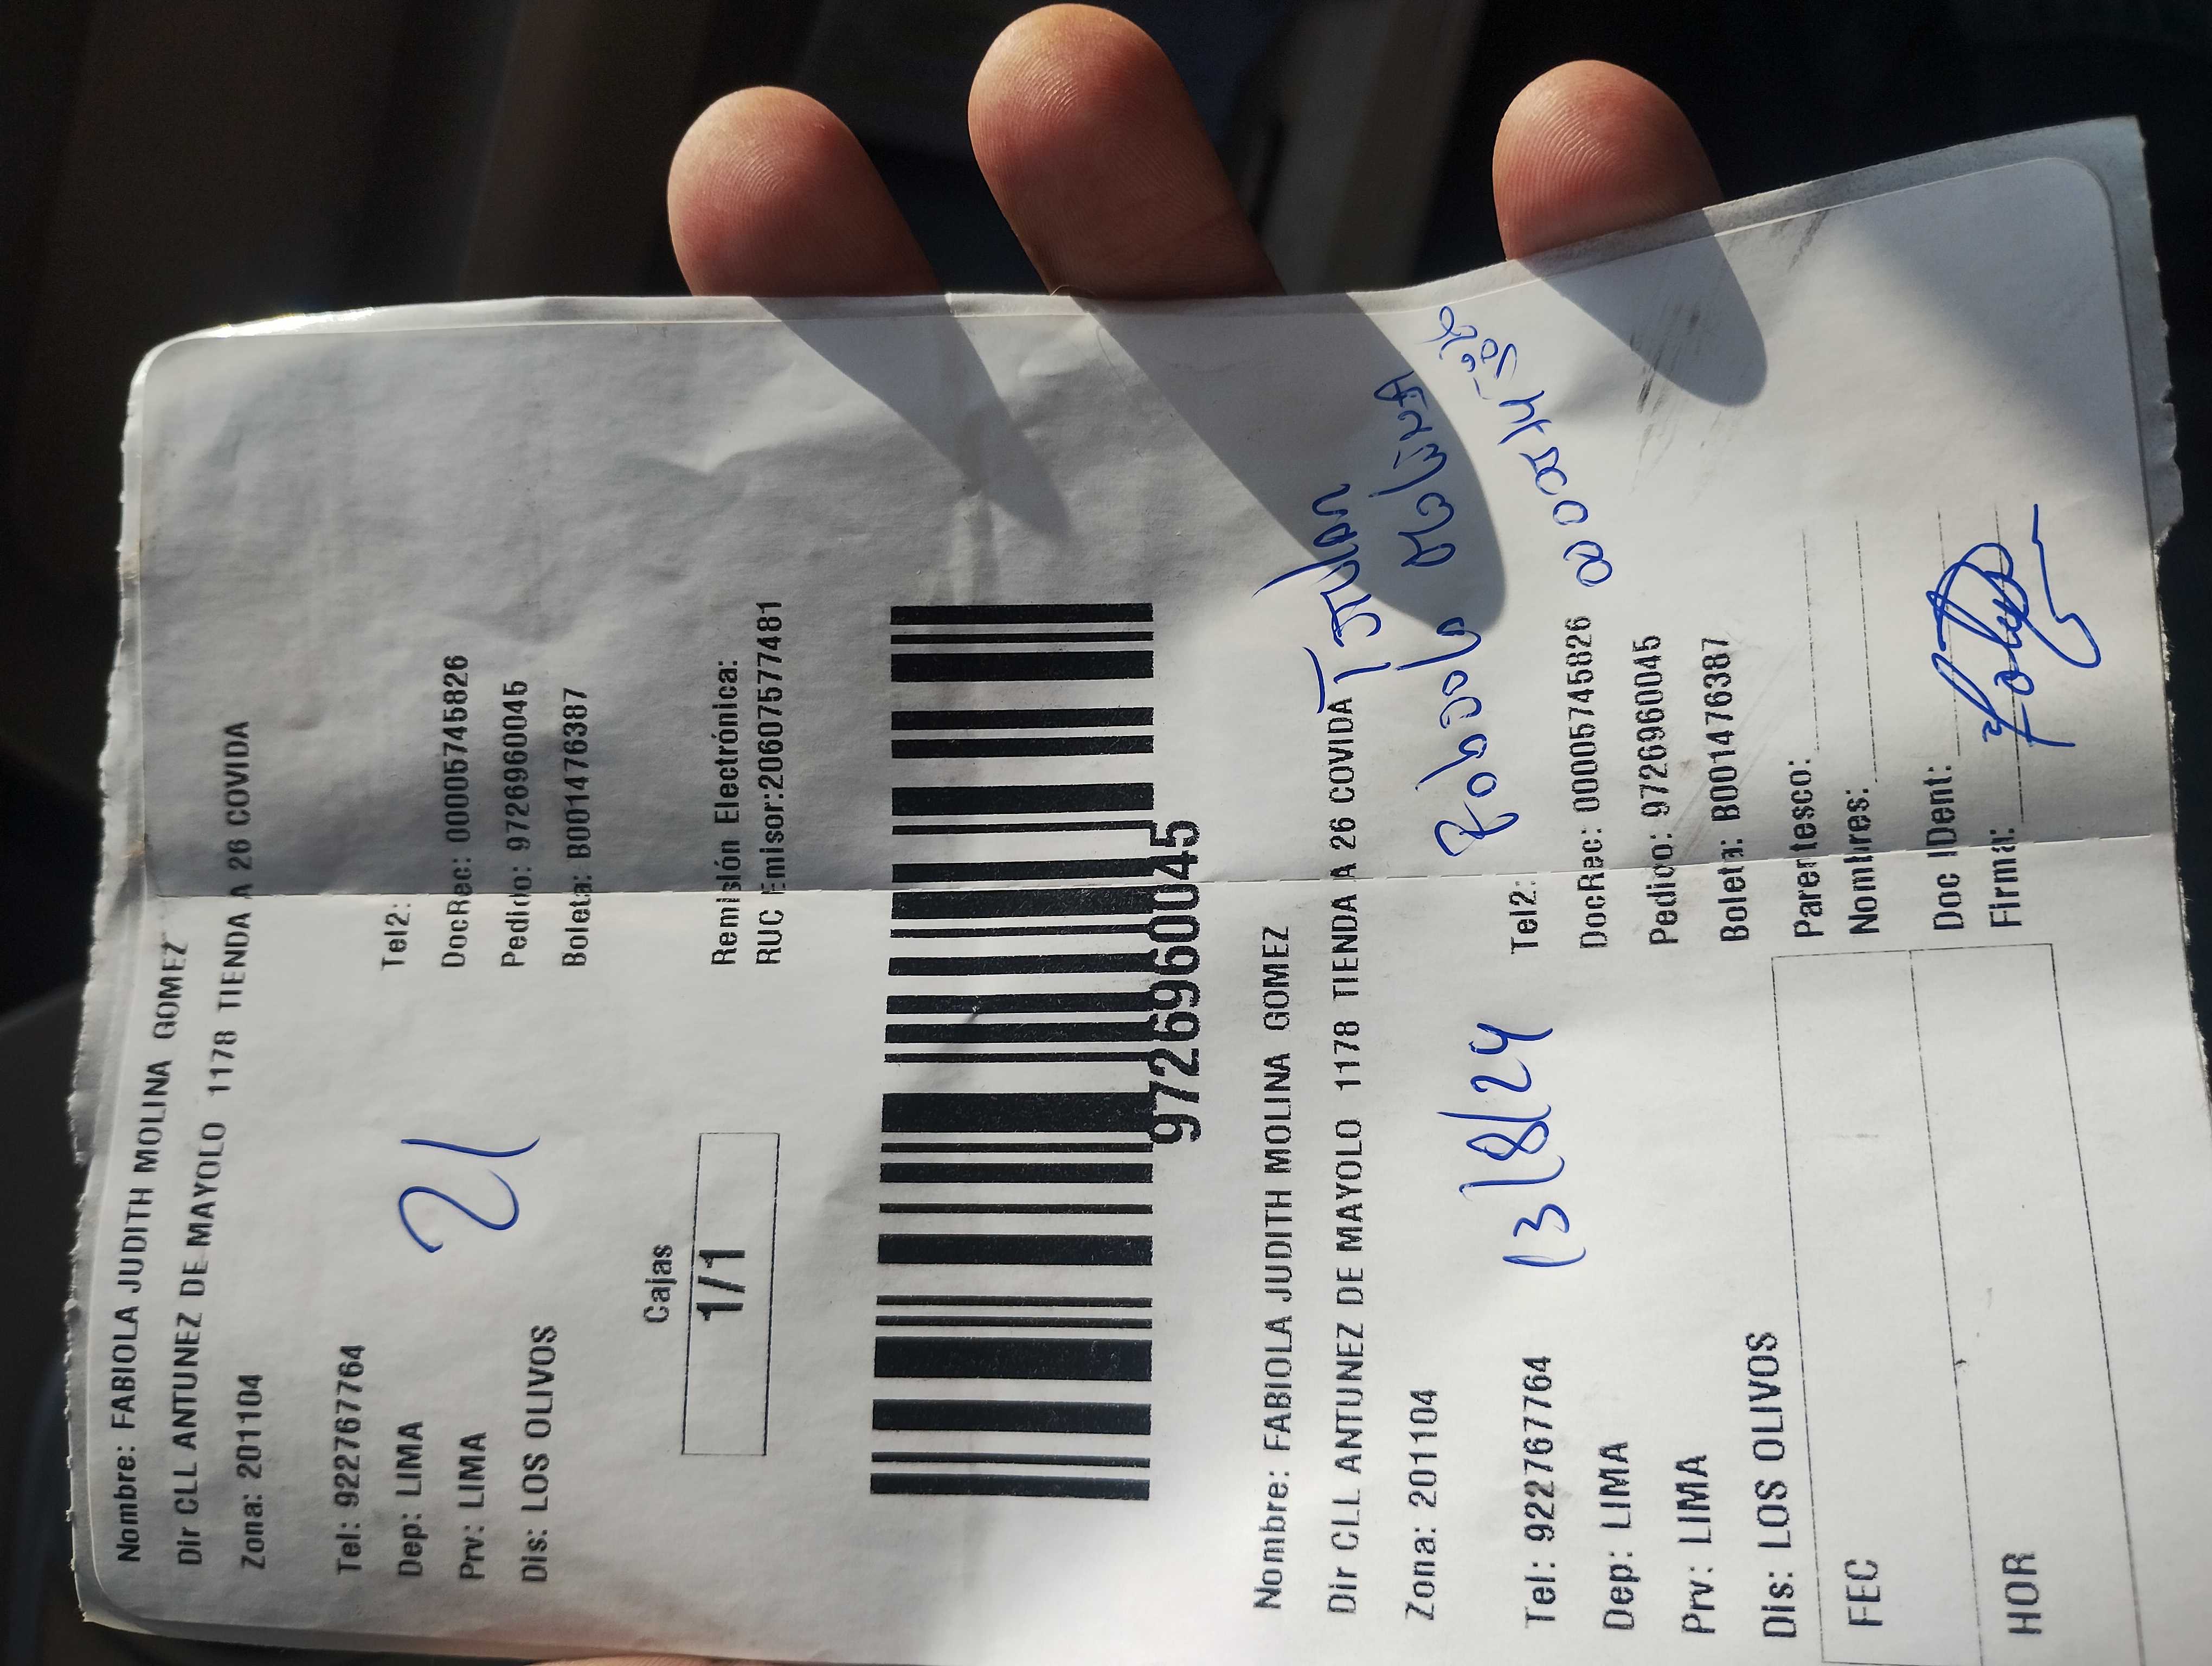 Nombre: FABIOLA JUDITH MOLINA GOMEZ
Dir CLL ANTUNEZ DE MAYOLO 1178 TIENDA A 26 COVIDA
Zona: 201104
Tel: 922767764 Tel2:
Dep: LIMA DocRec: 0000574582​6
Prv: LIMA Pedido: 9726960045
Dis: LOS OLIVOS Boleta: B001476387
21
Cajas
1/1
Remisión Electrónica:
RUC Emisor:20607577481
9726960045
Nombre: FABIOLA JUDITH MOLINA GOMEZ
Dir CLL ANTUNEZ DE MAYOLO 1178 TIENDA A 26 COVIDA
Zona: 201104
13/8/24
Tel: 922767764 Tel2:
Dep: LIMA DocRec: 00005745826
Prv: LIMA Pedido: 9726960045
Dis: LOS OLIVOS Boleta: B001476387
FEC
HOR
Parentesco:
Nombres:
Doc IDent:
Firma: